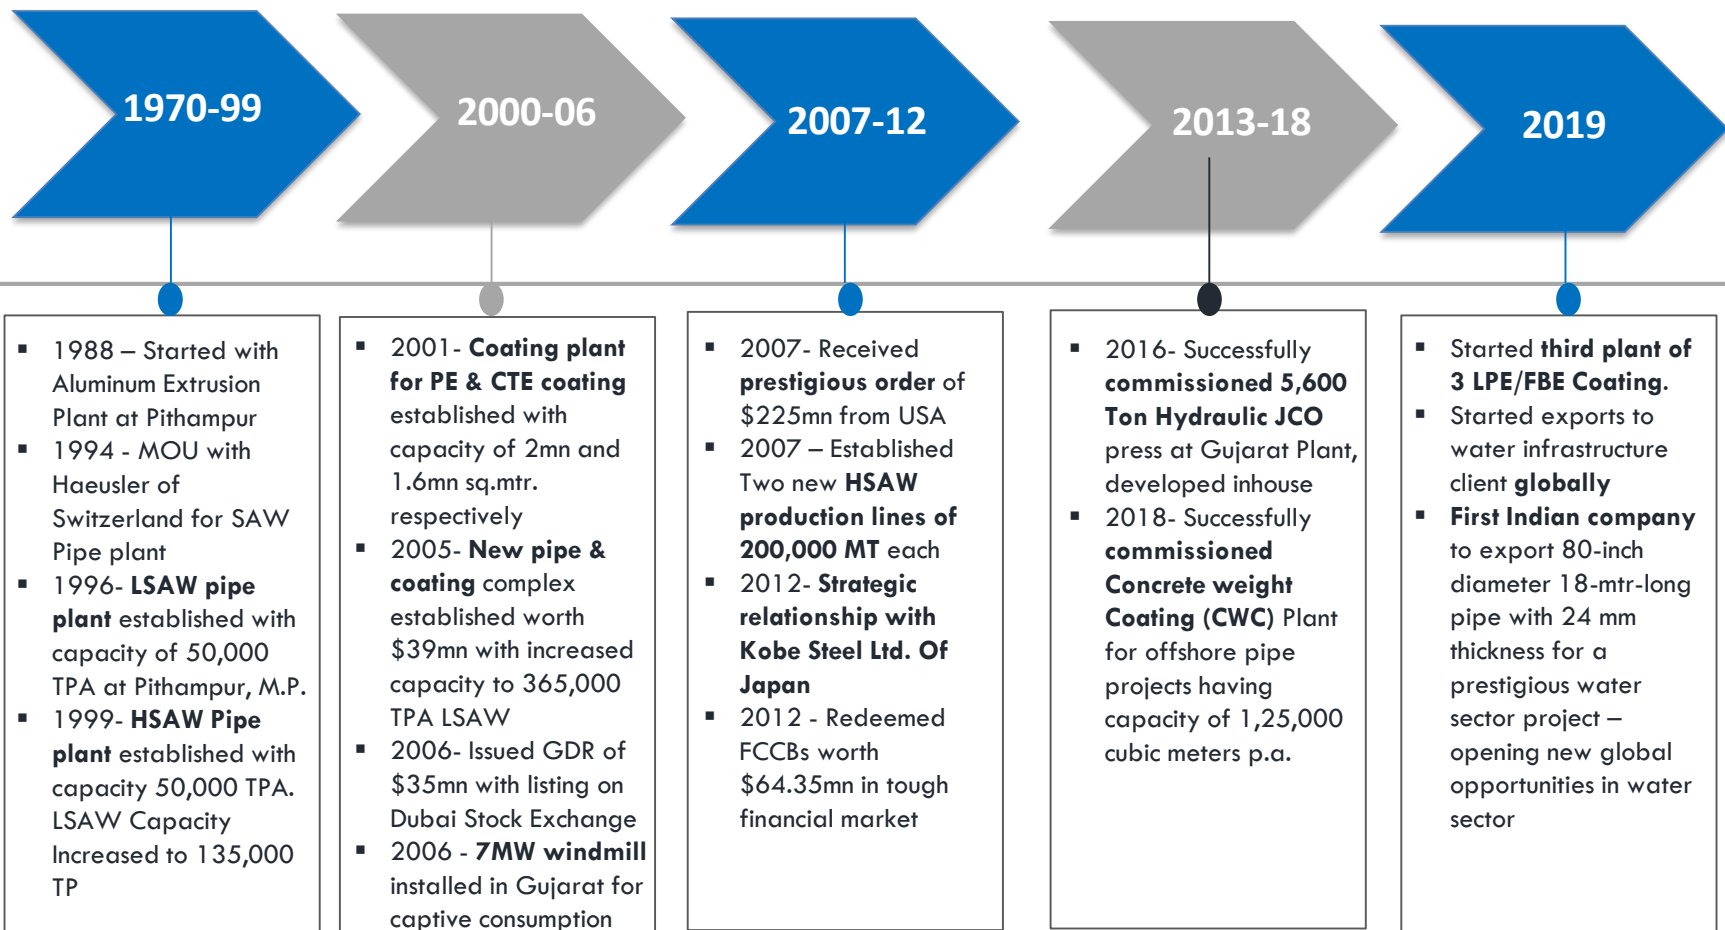 1970-99
2000-06
2007-12
2013-18
2019
▪ 1988 – Started with
Aluminum Extrusion
Plant at Pithampur
▪ 1994 - MOU with
Haeusler of
Switzerland for SAW
Pipe plant
▪ 1996- LSAW pipe
plant established with
capacity of 50,000
TPA at Pithampur, M.P.
▪ 1999- HSAW Pipe
plant established with
capacity 50,000 TPA.
LSAW Capacity
Increased to 135,000
TP
▪ 2001- Coating plant
for PE & CTE coating
established with
capacity of 2mn and
1.6mn sq.mtr.
respectively
▪ 2005- New pipe &
coating complex
established worth
$39mn with increased
capacity to 365,000
TPA LSAW
▪ 2006- Issued GDR of
$35mn with listing on
Dubai Stock Exchange
▪ 2006 - 7MW windmill
installed in Gujarat for
captive consumption
▪ 2007- Received
prestigious order of
$225mn from USA
▪ 2007 – Established
Two new HSAW
production lines of
200,000 MT each
▪ 2012- Strategic
relationship with
Kobe Steel Ltd. Of
Japan
▪ 2012 - Redeemed
FCCBs worth
$64.35mn in tough
financial market
▪ 2016- Successfully
commissioned 5,600
Ton Hydraulic JCO
press at Gujarat Plant,
developed inhouse
▪ 2018- Successfully
commissioned
Concrete weight
Coating (CWC) Plant
for offshore pipe
projects having
capacity of 1,25,000
cubic meters p.a.
▪ Started third plant of
3 LPE/FBE Coating.
▪ Started exports to
water infrastructure
client globally
▪ First Indian company
to export 80-inch
diameter 18-mtr-long
pipe with 24 mm
thickness for a
prestigious water
sector project –
opening new global
opportunities in water
sector